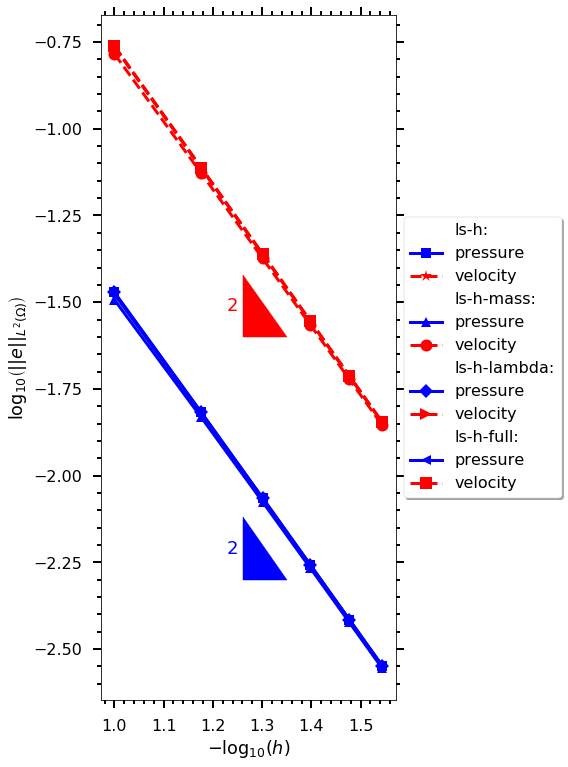 −0.75
−1.00
−1.25
−1.50
−1.75
−2.00
−2.25
−2.50
log₁₀(||e||_{L²(Ω)})
2
2
1.0 1.1 1.2 1.3 1.4 1.5
−log₁₀(h)
ls-h:
pressure
velocity
ls-h-mass:
pressure
velocity
ls-h-lambda:
pressure
velocity
ls-h-full:
pressure
velocity